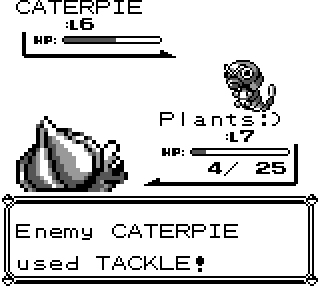 CATERPIE
:L6
HP:
Plants:)
:L7
HP:
4/ 25
Enemy CATERPIE
used TACKLE!